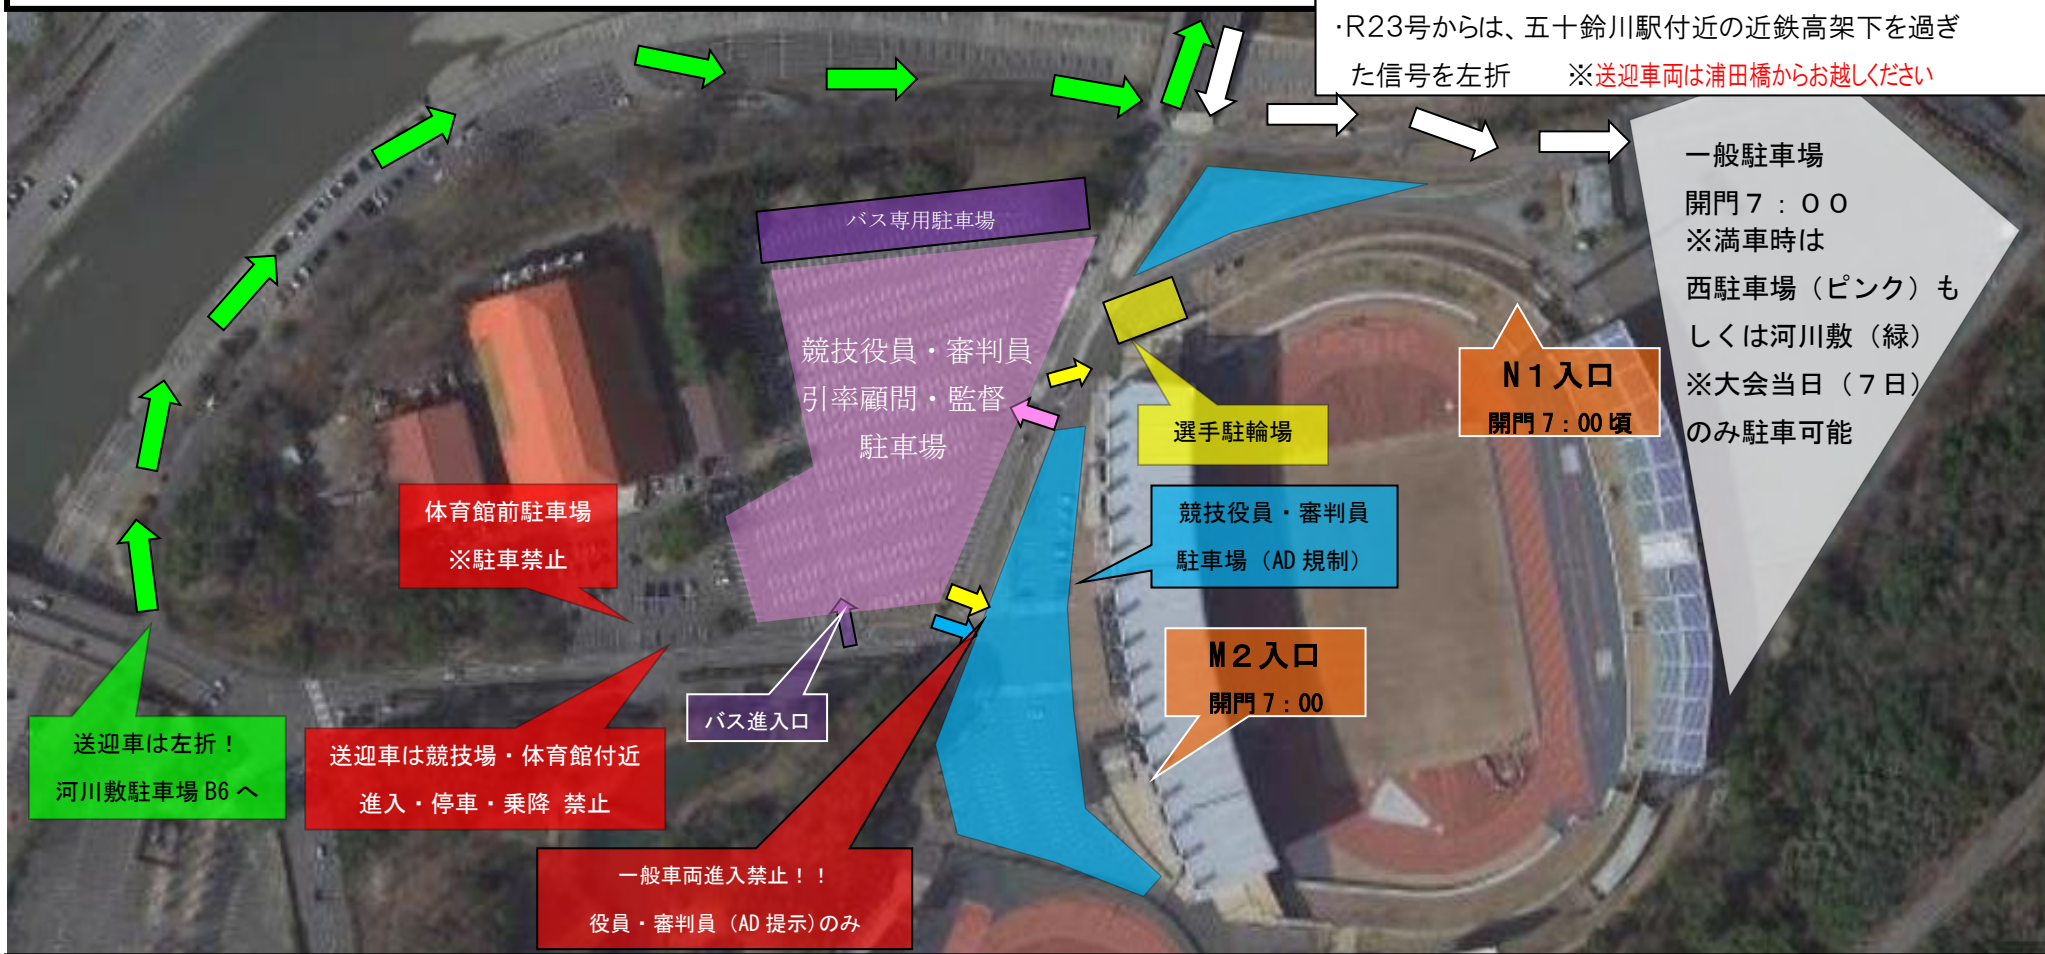 ・R23号からは、五十鈴川駅付近の近鉄高架下を過ぎ
た信号を左折　　※送迎車両は浦田橋からお越しください
一般駐車場
開門７：００
※満車時は
西駐車場（ピンク）も
しくは河川敷（緑）
※大会当日（７日）
のみ駐車可能
バス専用駐車場
競技役員・審判員
引率顧問・監督
駐車場
N１入口
開門７：00頃
選手駐輪場
体育館前駐車場
※駐車禁止
競技役員・審判員
駐車場（AD規制）
M２入口
開門７：00
バス進入口
送迎車は左折！
河川敷駐車場B6へ
送迎車は競技場・体育館付近
進入・停車・乗降 禁止
一般車両進入禁止！！
役員・審判員（AD提示）のみ